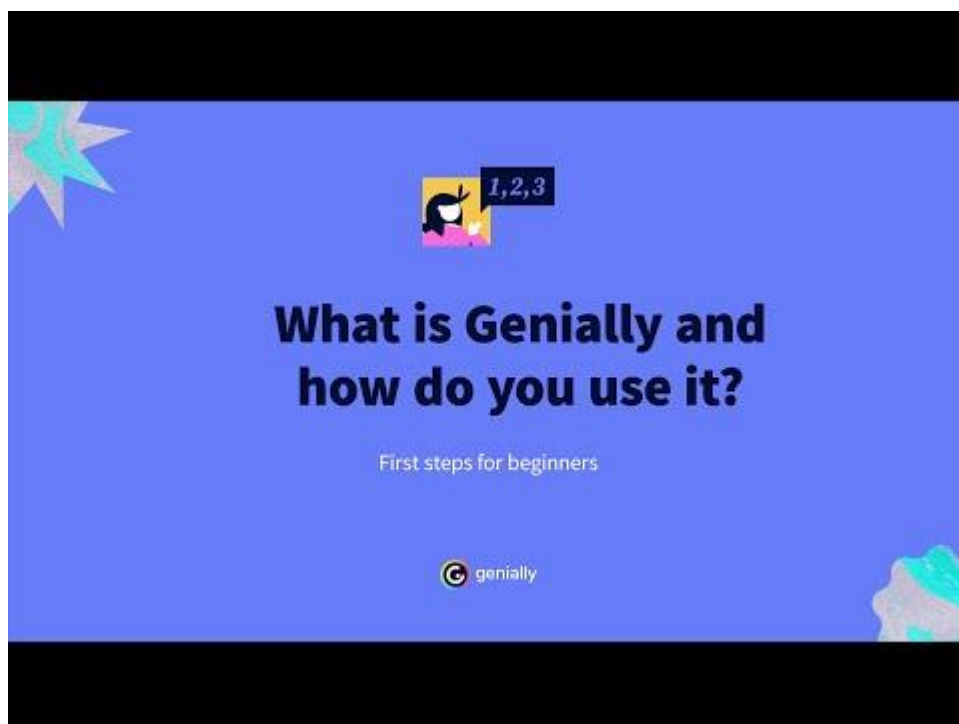 1,2,3
What is Genially and
how do you use it?
First steps for beginners
G genially